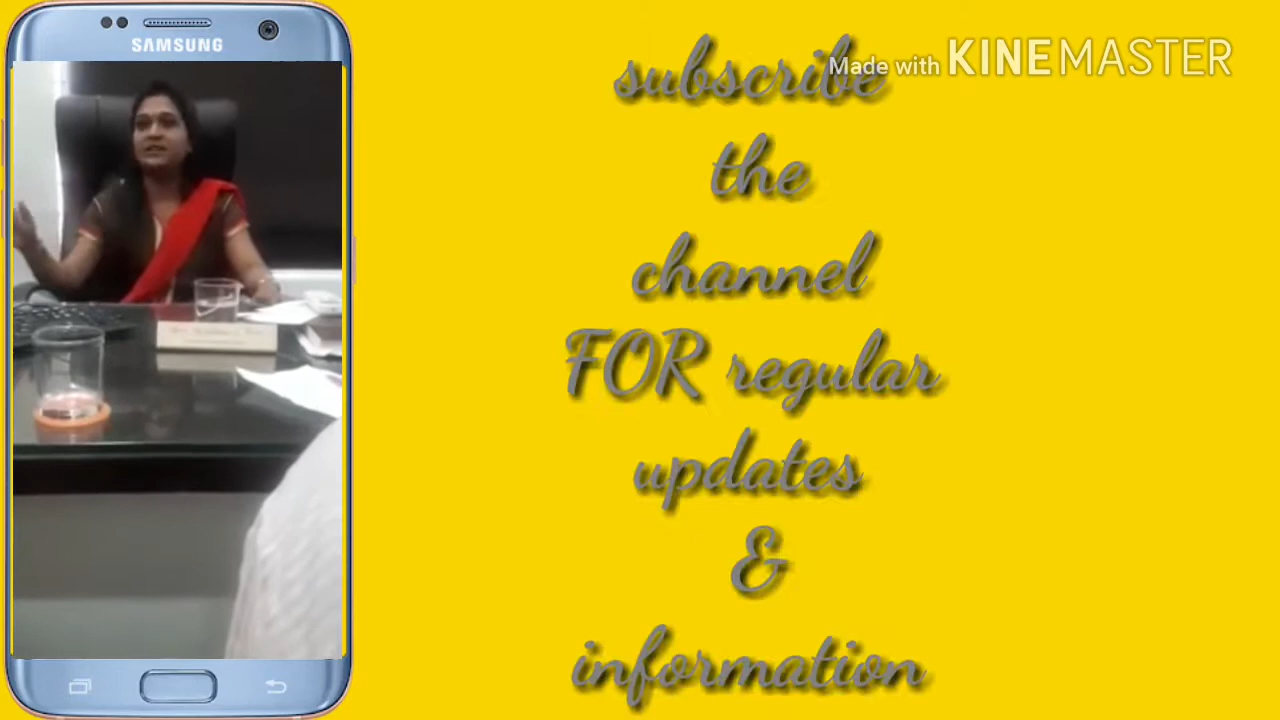 SAMSUNG
Made with KINEMASTER
subscribe
the
channel
FOR regular
updates
&
information